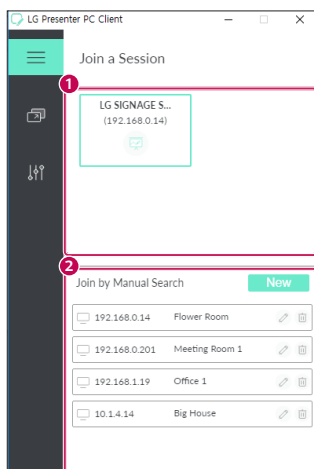 LG Presenter PC Client
Join a Session
1
LG SIGNAGE S...
(192.168.0.14)
2
Join by Manual Search New
192.168.0.14 Flower Room
192.168.0.201 Meeting Room 1
192.168.1.19 Office 1
10.1.4.14 Big House